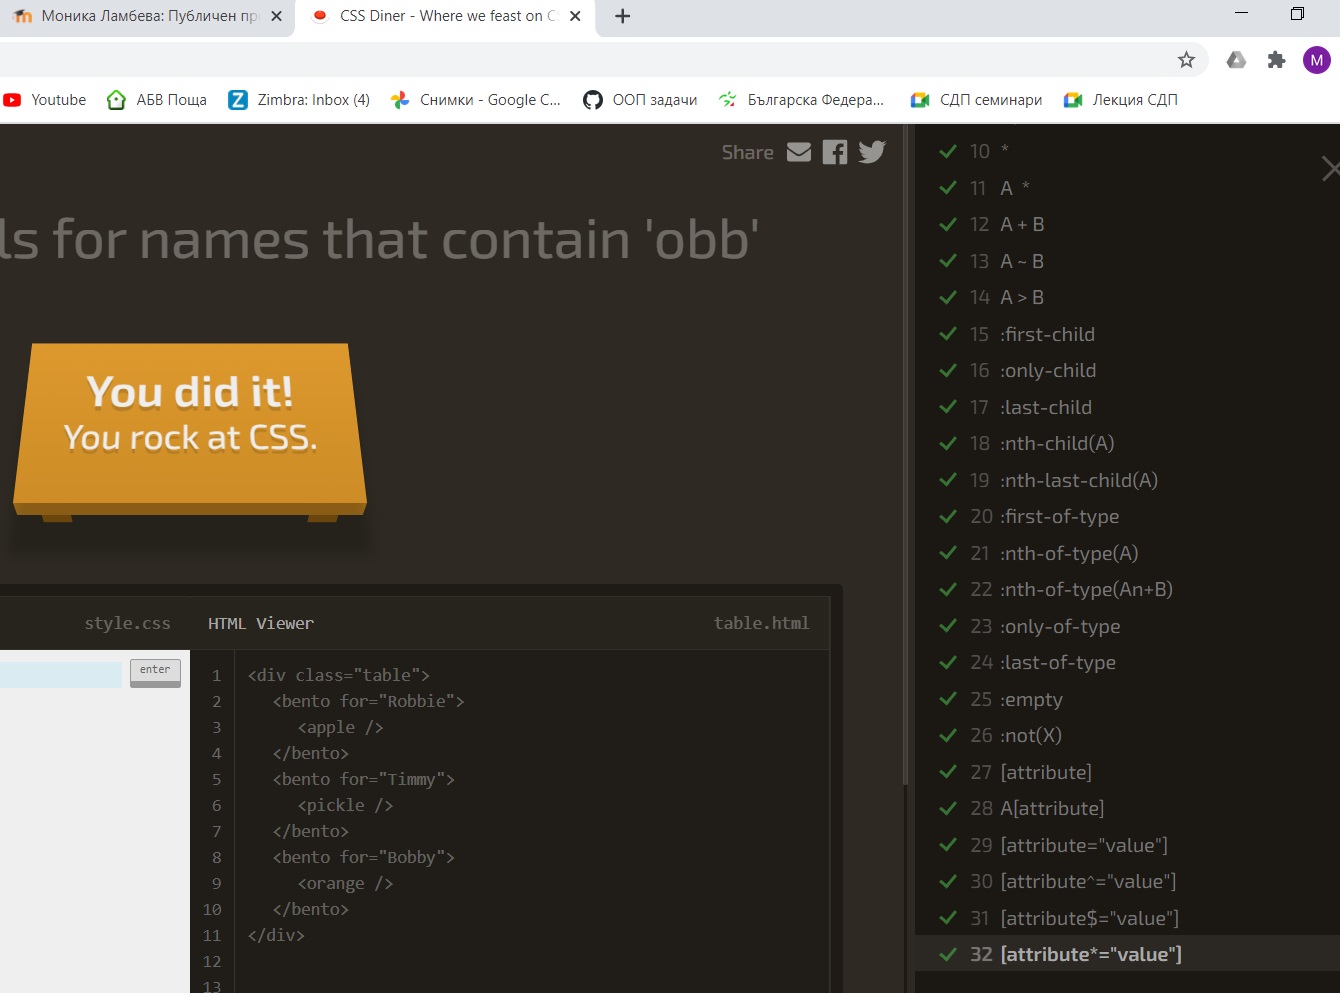 Моника Ламбева: Публичен пр
CSS Diner - Where we feast on C
M
Youtube
АБВ Поща
Z Zimbra: Inbox (4)
Снимки - Google C...
ООП задачи
Българска Федера...
СДП семинари
Лекция СДП
Share
ls for names that contain 'obb'
You did it!
You rock at CSS.
style.css
HTML Viewer
table.html
enter
1 <div class="table">
2 <bento for="Robbie">
3 <apple />
4 </bento>
5 <bento for="Timmy">
6 <pickle />
7 </bento>
8 <bento for="Bobby">
9 <orange />
10 </bento>
11 </div>
12
13
10 *
11 A *
12 A + B
13 A ~ B
14 A > B
15 :first-child
16 :only-child
17 :last-child
18 :nth-child(A)
19 :nth-last-child(A)
20 :first-of-type
21 :nth-of-type(A)
22 :nth-of-type(An+B)
23 :only-of-type
24 :last-of-type
25 :empty
26 :not(X)
27 [attribute]
28 A[attribute]
29 [attribute="value"]
30 [attribute^="value"]
31 [attribute$="value"]
32 [attribute*="value"]